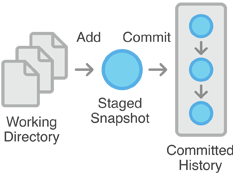 Add
Commit
Working
Directory
Staged
Snapshot
Committed
History